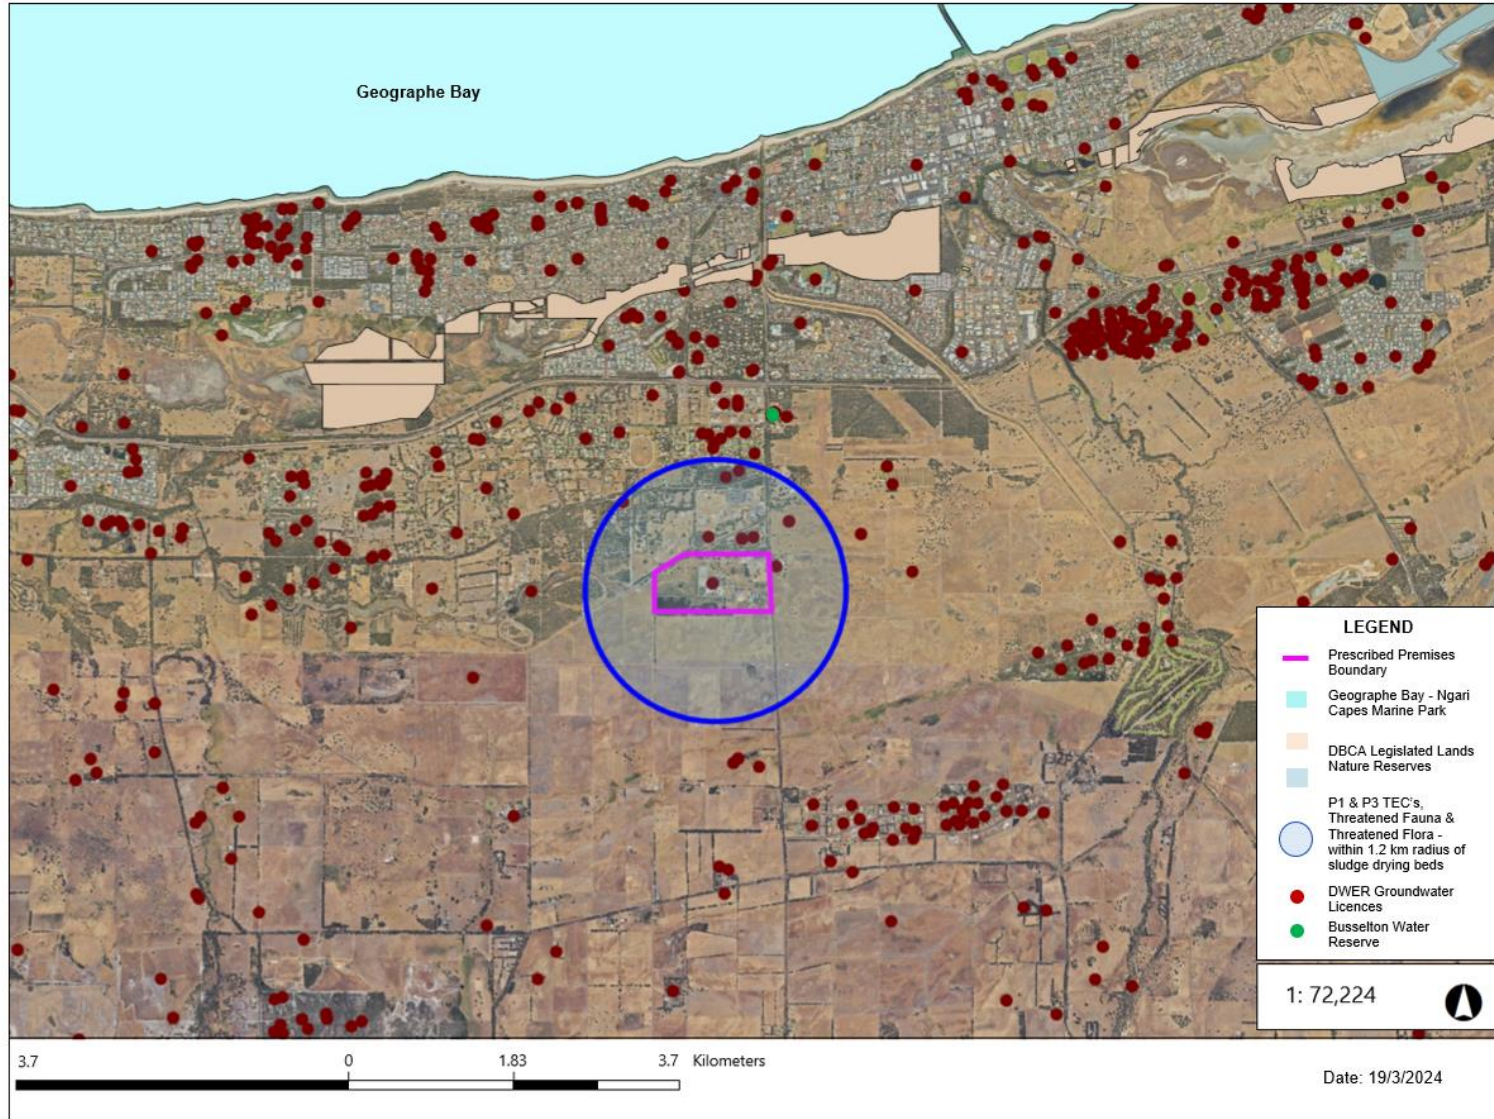 Geographe Bay
LEGEND
Prescribed Premises
Boundary
Geographe Bay - Ngari
Capes Marine Park
DBCA Legislated Lands
Nature Reserves
P1 & P3 TEC's,
Threatened Fauna &
Threatened Flora -
within 1.2 km radius of
sludge drying beds
DWER Groundwater
Licences
Busselton Water
Reserve
1: 72,224
3.7 0 1.83 3.7 Kilometers
Date: 19/3/2024